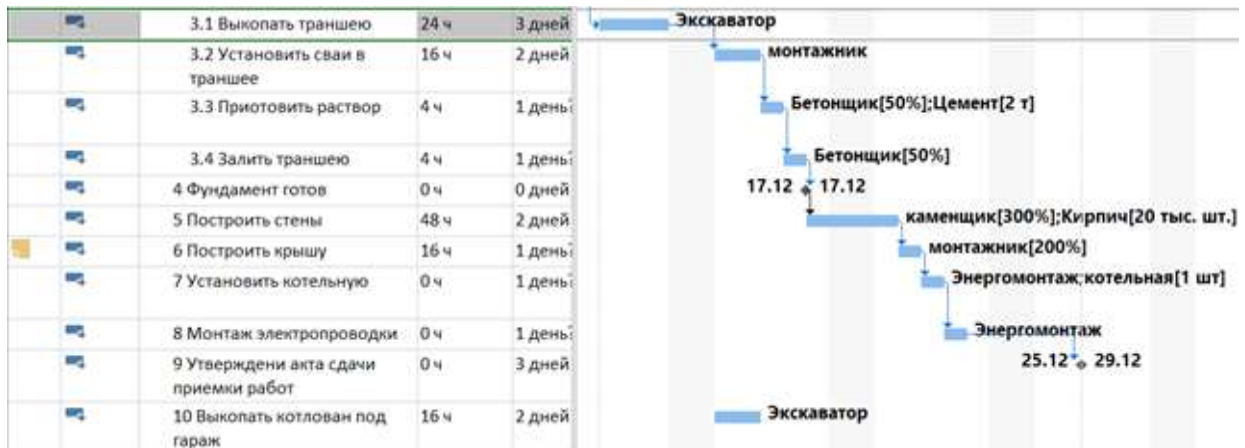 3.1 Выкопать траншею 24 ч 3 дней Экскаватор
3.2 Установить сваи в 16 ч 2 дней монтажник
траншее
3.3 Приотовить раствор 4 ч 1 день? Бетонщик[50%];Цемент[2 т]
3.4 Залить траншею 4 ч 1 день? Бетонщик[50%]
4 Фундамент готов 0 ч 0 дней 17.12 17.12
5 Построить стены 48 ч 2 дней каменщик[300%];Кирпич[20 тыс. шт.]
6 Построить крышу 16 ч 1 день? монтажник[200%]
7 Установить котельную 0 ч 1 день? Энергомонтаж;котельная[1 шт]
8 Монтаж электропроводки 0 ч 1 день? Энергомонтаж
9 Утверждени акта сдачи 0 ч 3 дней 25.12 29.12
приемки работ
10 Выкопать котлован под 16 ч 2 дней Экскаватор
гараж